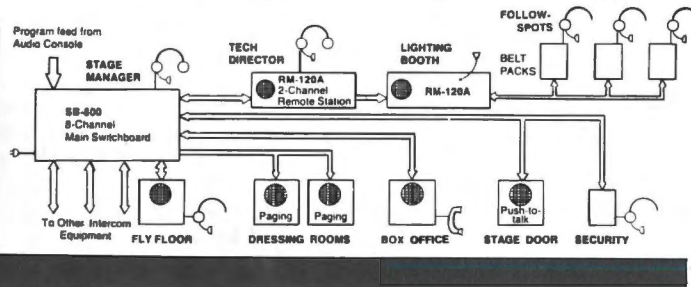 Program feed from
Audio Console
STAGE
MANAGER
SB-600
8-Channel
Main Switchboard
To Other Intercom
Equipment
TECH
DIRECTOR
RM-120A
2-Channel
Remote Station
LIGHTING
BOOTH
RM-120A
FOLLOW-
SPOTS
BELT
PACKS
FLY FLOOR
Paging
Paging
DRESSING ROOMS
BOX OFFICE
Push-to-
talk
STAGE DOOR
SECURITY